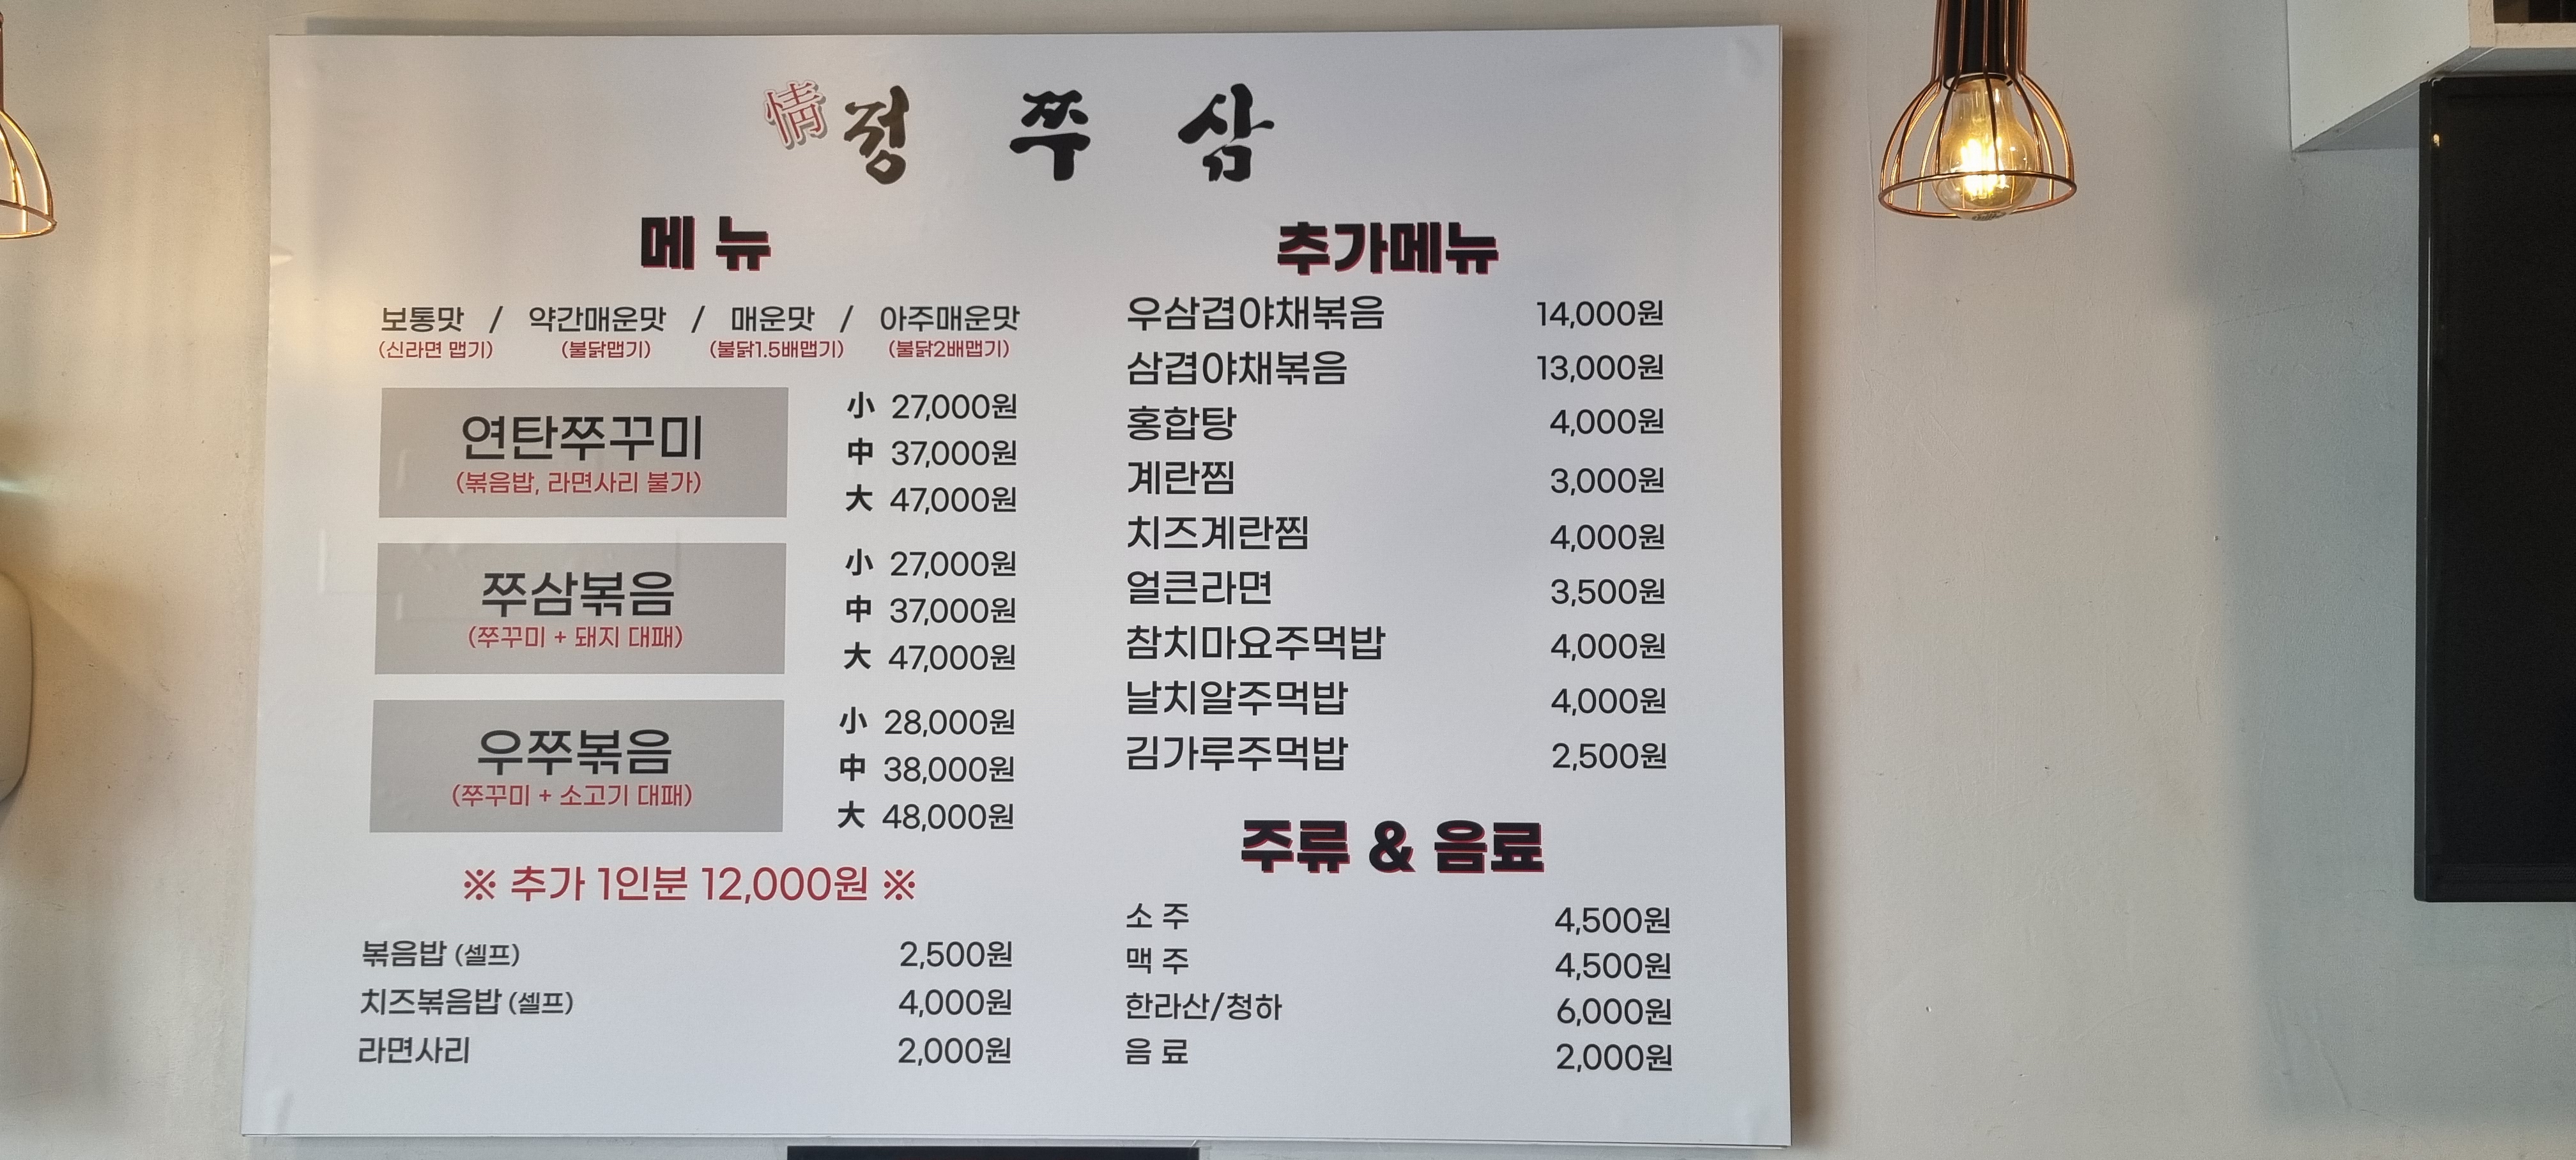 情 정 쭈 삼
메 뉴
보통맛 / 약간매운맛 / 매운맛 / 아주매운맛
(신라면 맵기) (불닭맵기) (불닭1.5배맵기) (불닭2배맵기)
연탄쭈꾸미
(볶음밥, 라면사리 불가)
小 27,000원
中 37,000원
大 47,000원
쭈삼볶음
(쭈꾸미 + 돼지 대패)
小 27,000원
中 37,000원
大 47,000원
우쭈볶음
(쭈꾸미 + 소고기 대패)
小 28,000원
中 38,000원
大 48,000원
※ 추가 1인분 12,000원 ※
볶음밥 (셀프) 2,500원
치즈볶음밥 (셀프) 4,000원
라면사리 2,000원
추가메뉴
우삼겹야채볶음 14,000원
삼겹야채볶음 13,000원
홍합탕 4,000원
계란찜 3,000원
치즈계란찜 4,000원
얼큰라면 3,500원
참치마요주먹밥 4,000원
날치알주먹밥 4,000원
김가루주먹밥 2,500원
주류 & 음료
소 주 4,500원
맥 주 4,500원
한라산/청하 6,000원
음 료 2,000원